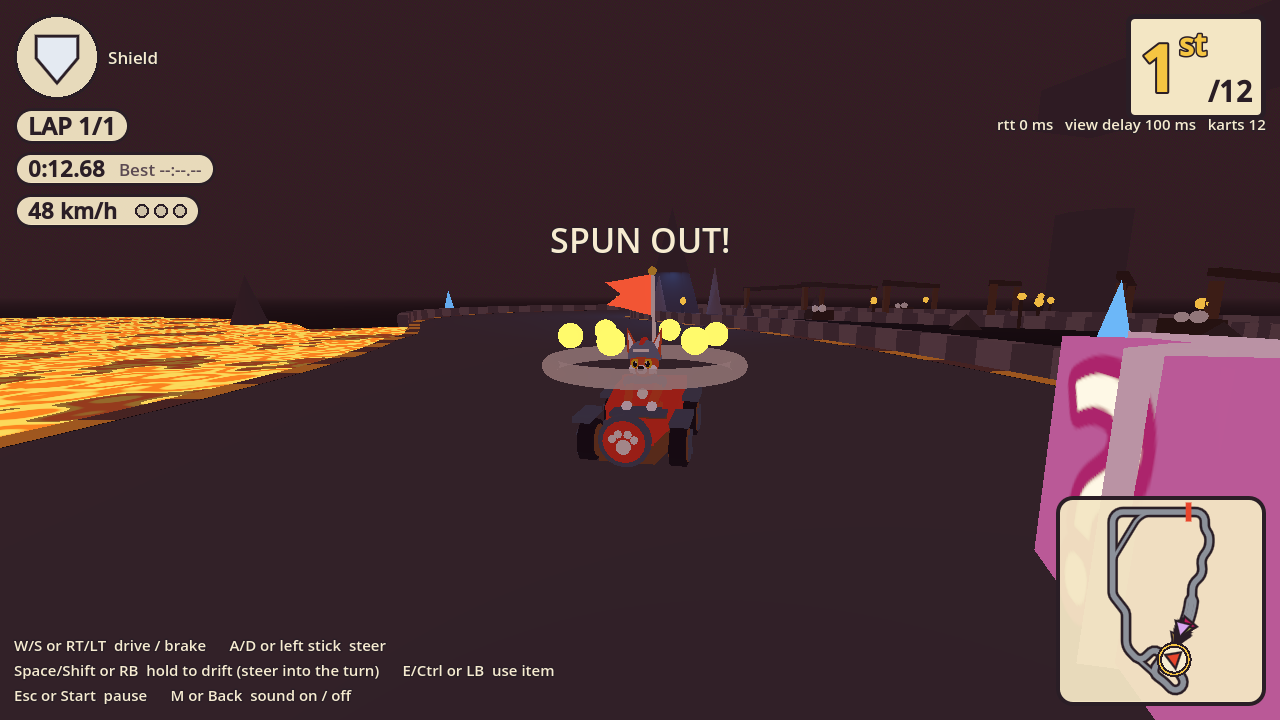 Shield
1st
/12
rtt 0 ms view delay 100 ms karts 12
LAP 1/1
0:12.68 Best --:--.--
48 km/h
SPUN OUT!
?
W/S or RT/LT drive / brake A/D or left stick steer
Space/Shift or RB hold to drift (steer into the turn) E/Ctrl or LB use item
Esc or Start pause M or Back sound on / off